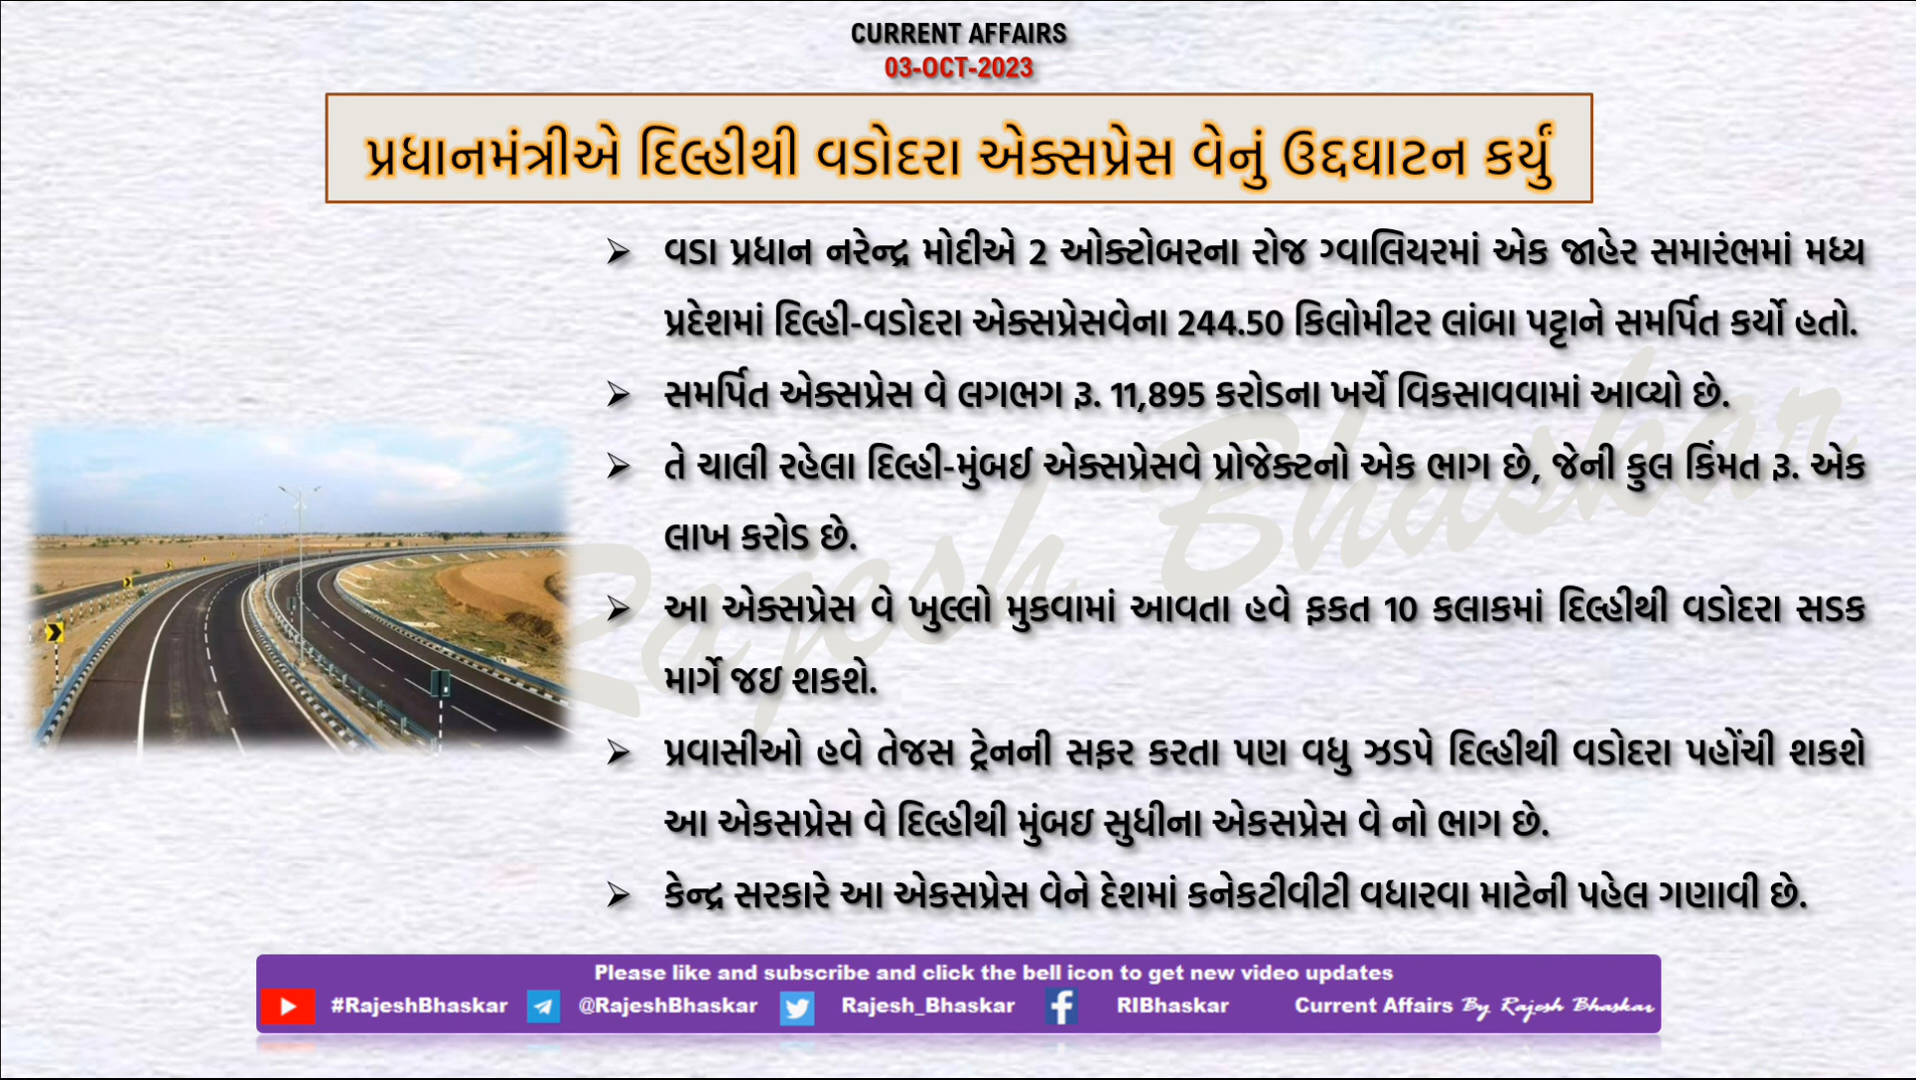 CURRENT AFFAIRS
03-OCT-2023
પ્રધાનમંત્રીએ દિલ્હીથી વડોદરા એક્સપ્રેસ વેનું ઉદ્દઘાટન કર્યું
➢ વડા પ્રધાન નરેન્દ્ર મોદીએ 2 ઓક્ટોબરના રોજ ગ્વાલિયરમાં એક જાહેર સમારંભમાં મધ્ય
પ્રદેશમાં દિલ્હી-વડોદરા એક્સપ્રેસવેના 244.50 કિલોમીટર લાંબા પટ્ટાને સમર્પિત કર્યો હતો.
➢ સમર્પિત એક્સપ્રેસ વે લગભગ રૂ. 11,895 કરોડના ખર્ચે વિકસાવવામાં આવ્યો છે.
➢ તે ચાલી રહેલા દિલ્હી-મુંબઈ એક્સપ્રેસવે પ્રોજેક્ટનો એક ભાગ છે, જેની કુલ કિંમત રૂ. એક
લાખ કરોડ છે.
➢ આ એક્સપ્રેસ વે ખુલ્લો મુકવામાં આવતા હવે ફકત 10 કલાકમાં દિલ્હીથી વડોદરા સડક
માર્ગે જઇ શકશે.
➢ પ્રવાસીઓ હવે તેજસ ટ્રેનની સફર કરતા પણ વધુ ઝડપે દિલ્હીથી વડોદરા પહોંચી શકશે
આ એકસપ્રેસ વે દિલ્હીથી મુંબઇ સુધીના એકસપ્રેસ વે નો ભાગ છે.
➢ કેન્દ્ર સરકારે આ એકસપ્રેસ વેને દેશમાં કનેકટીવીટી વધારવા માટેની પહેલ ગણાવી છે.
Rajesh Bhaskar
Please like and subscribe and click the bell icon to get new video updates
#RajeshBhaskar @RajeshBhaskar Rajesh_Bhaskar RIBhaskar Current Affairs By Rajesh Bhaskar